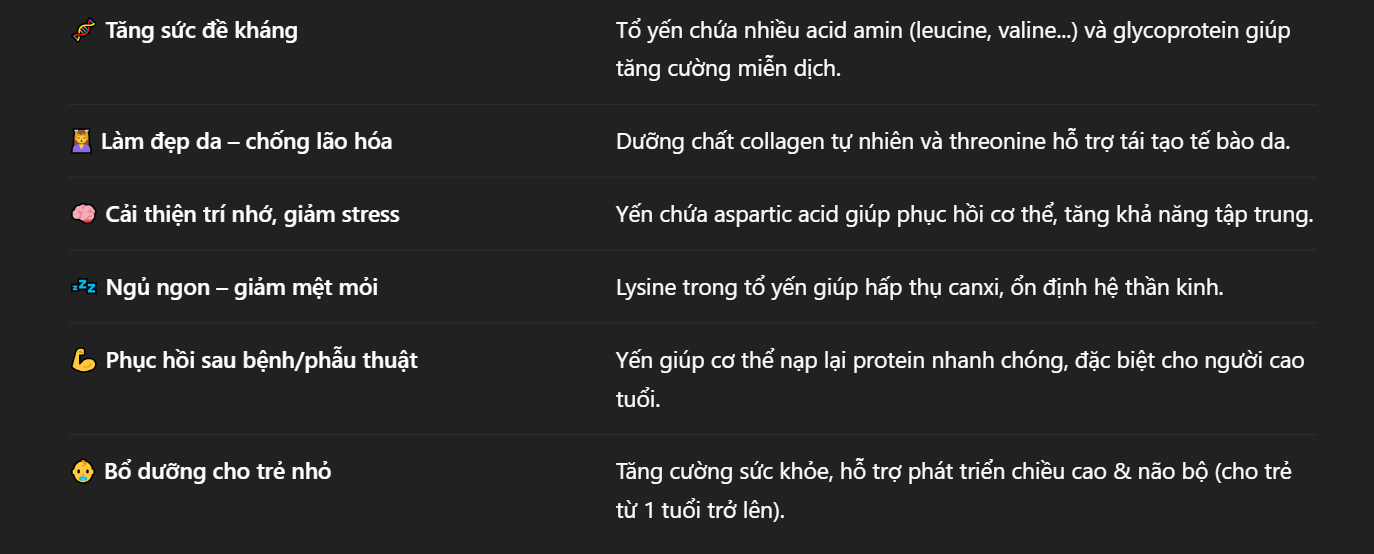 🧬 Tăng sức đề kháng
Tổ yến chứa nhiều acid amin (leucine, valine...) và glycoprotein giúp
tăng cường miễn dịch.
💆 Làm đẹp da – chống lão hóa
Dưỡng chất collagen tự nhiên và threonine hỗ trợ tái tạo tế bào da.
🧠 Cải thiện trí nhớ, giảm stress
Yến chứa aspartic acid giúp phục hồi cơ thể, tăng khả năng tập trung.
💤 Ngủ ngon – giảm mệt mỏi
Lysine trong tổ yến giúp hấp thụ canxi, ổn định hệ thần kinh.
💪 Phục hồi sau bệnh/phẫu thuật
Yến giúp cơ thể nạp lại protein nhanh chóng, đặc biệt cho người cao
tuổi.
👶 Bổ dưỡng cho trẻ nhỏ
Tăng cường sức khỏe, hỗ trợ phát triển chiều cao & não bộ (cho trẻ
từ 1 tuổi trở lên).